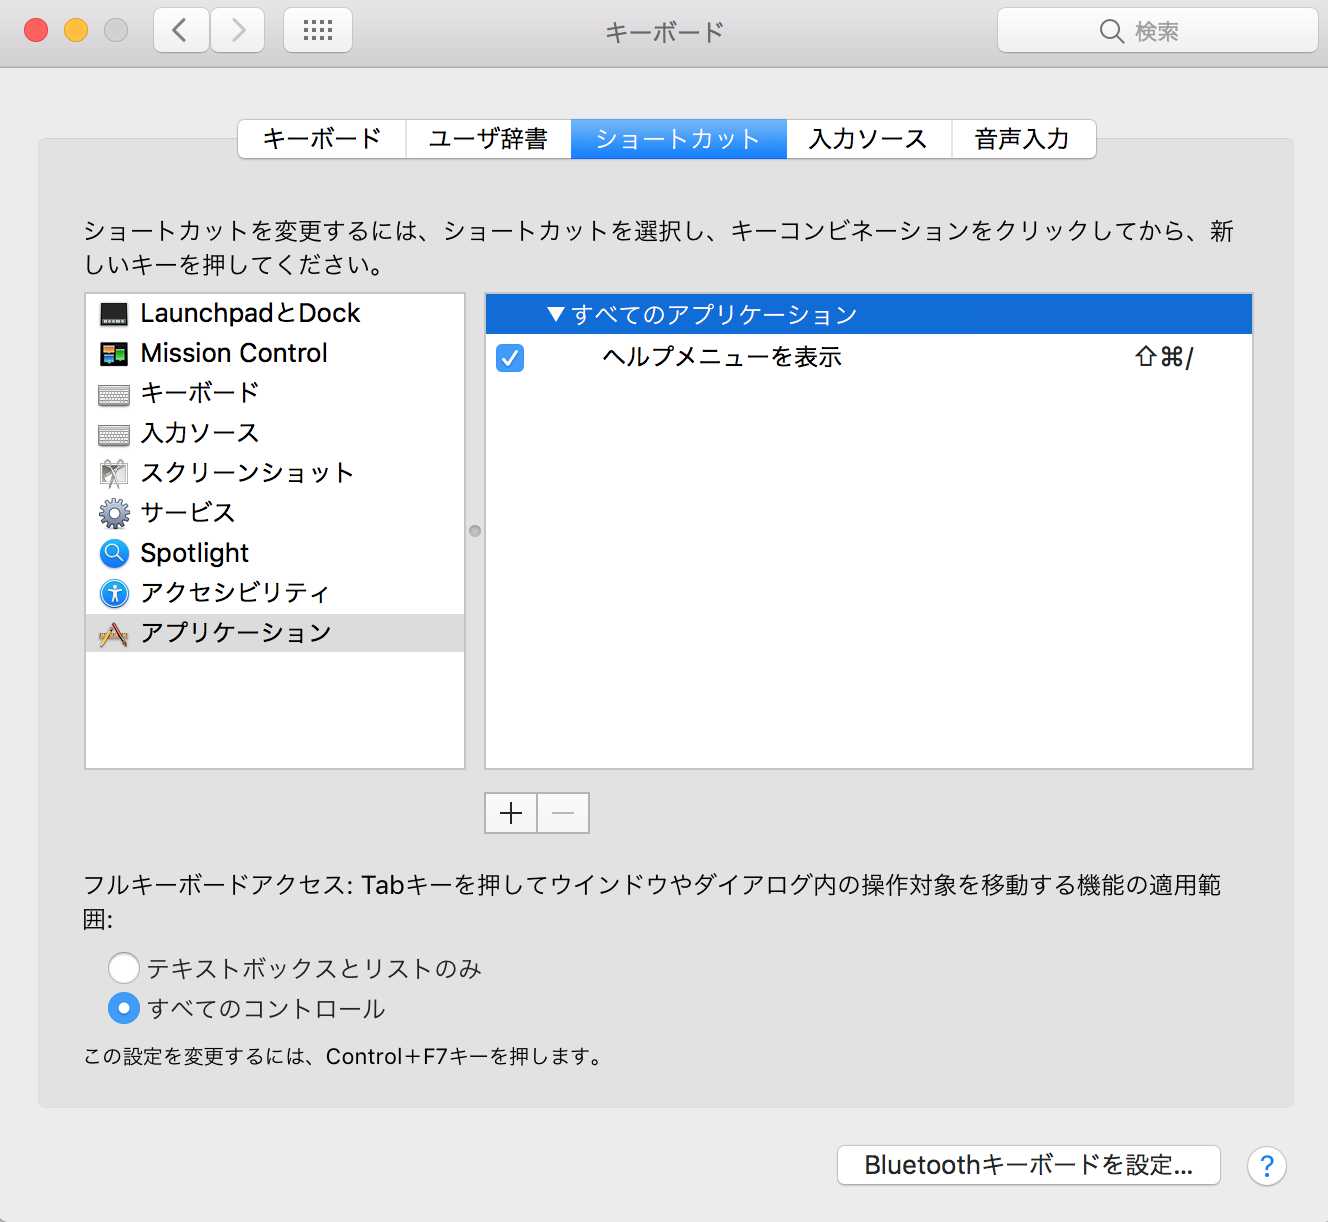 キーボード
検索
キーボード
ユーザ辞書
ショートカット
入力ソース
音声入力
ショートカットを変更するには、ショートカットを選択し、キーコンビネーションをクリックしてから、新
しいキーを押してください。
LaunchpadとDock
Mission Control
キーボード
入力ソース
スクリーンショット
サービス
Spotlight
アクセシビリティ
アプリケーション
▼すべてのアプリケーション
ヘルプメニューを表示 ⇧⌘/
フルキーボードアクセス: Tabキーを押してウインドウやダイアログ内の操作対象を移動する機能の適用範
囲:
テキストボックスとリストのみ
すべてのコントロール
この設定を変更するには、Control＋F7キーを押します。
Bluetoothキーボードを設定...
?